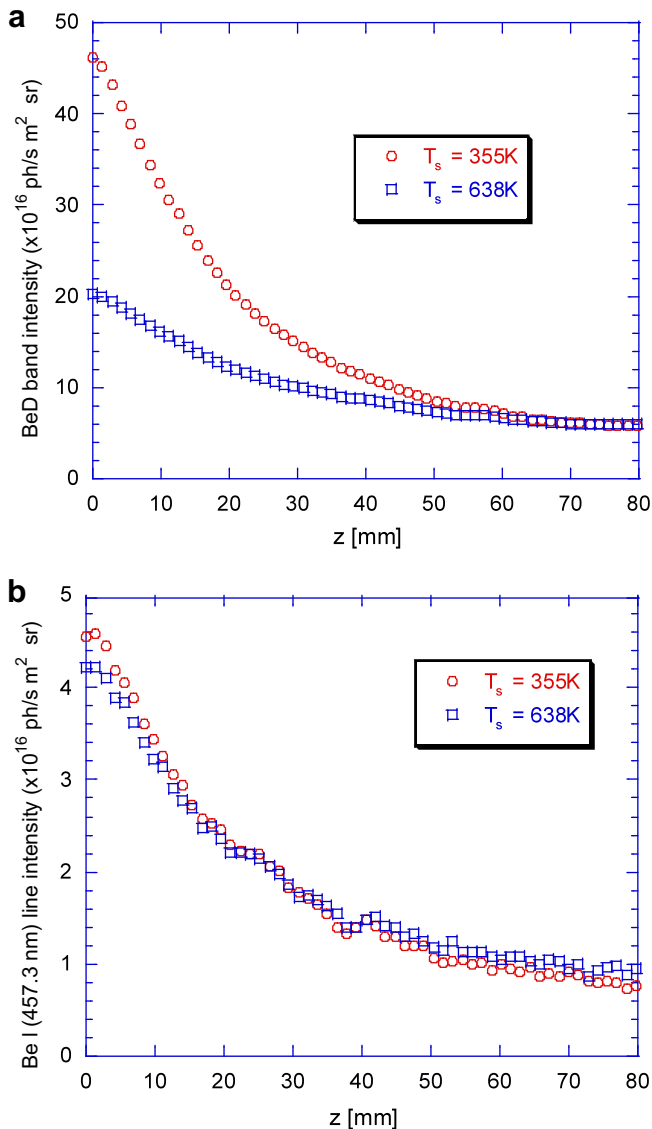 a
BeD band intensity (x10^16 ph/s m^2 sr)
50
40
30
20
10
0
T_s = 355K
T_s = 638K
0 10 20 30 40 50 60 70 80
z [mm]
b
Be I (457.3 nm) line intensity (x10^16 ph/s m^2 sr)
5
4
3
2
1
0
T_s = 355K
T_s = 638K
0 10 20 30 40 50 60 70 80
z [mm]